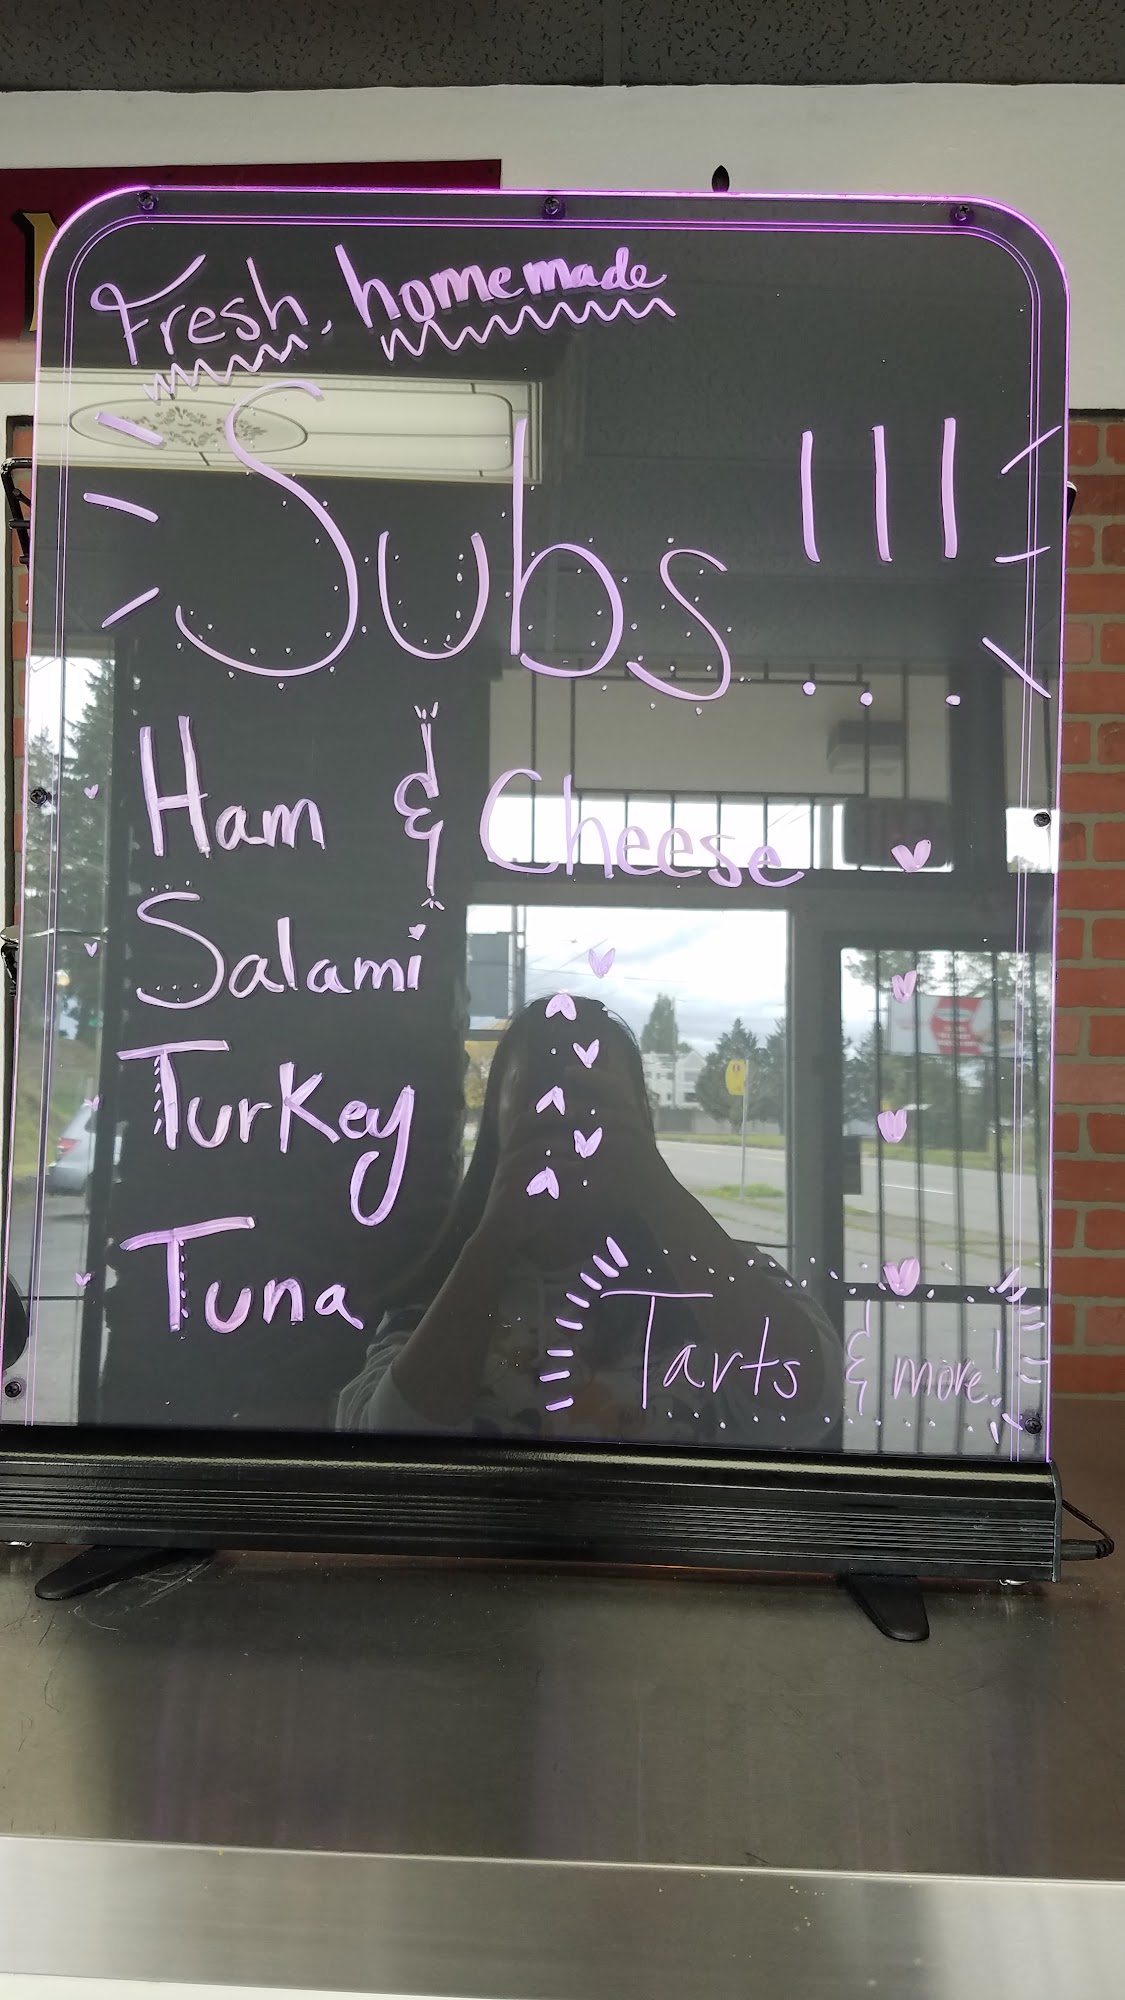 Fresh, homemade
Subs!!!
Ham & Cheese
Salami
Turkey
Tuna
Tarts & more!